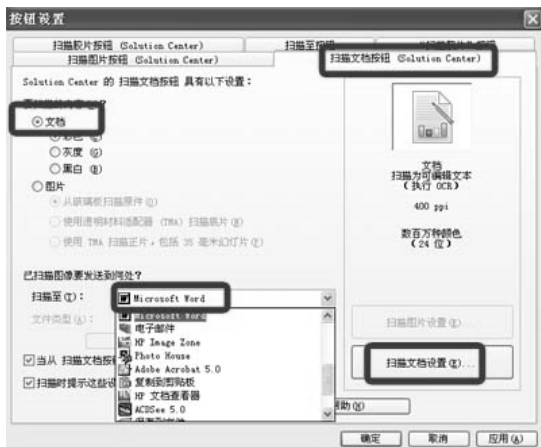 按钮设置
扫描胶片按钮 (Solution Center)
扫描至按钮
扫描图片按钮 (Solution Center)
扫描文档按钮 (Solution Center)
Solution Center 的 扫描文档按钮 具有以下设置：
文档
灰度 (G)
黑白 (B)
图片
从玻璃板扫描原件(O)
使用透明材料适配器 (TMA) 扫描底片(N)
使用 TMA 扫描正片，包括 35 毫米幻灯片(P)
文档
扫描为可编辑文本
(执行 OCR)
400 ppi
数百万种颜色
(24 位)
已扫描图像要发送到何处?
扫描至(T)：
Microsoft Word
文件类型(A)：
Microsoft Word
电子邮件
HP Image Zone
Photo House
Adobe Acrobat 5.0
复制到剪贴板
HP 文档查看器
ACDSee 5.0
当从 扫描文档按
扫描时提示这些设
扫描图片设置(E)...
扫描文档设置(E)...
帮助(H)
确定
取消
应用(A)